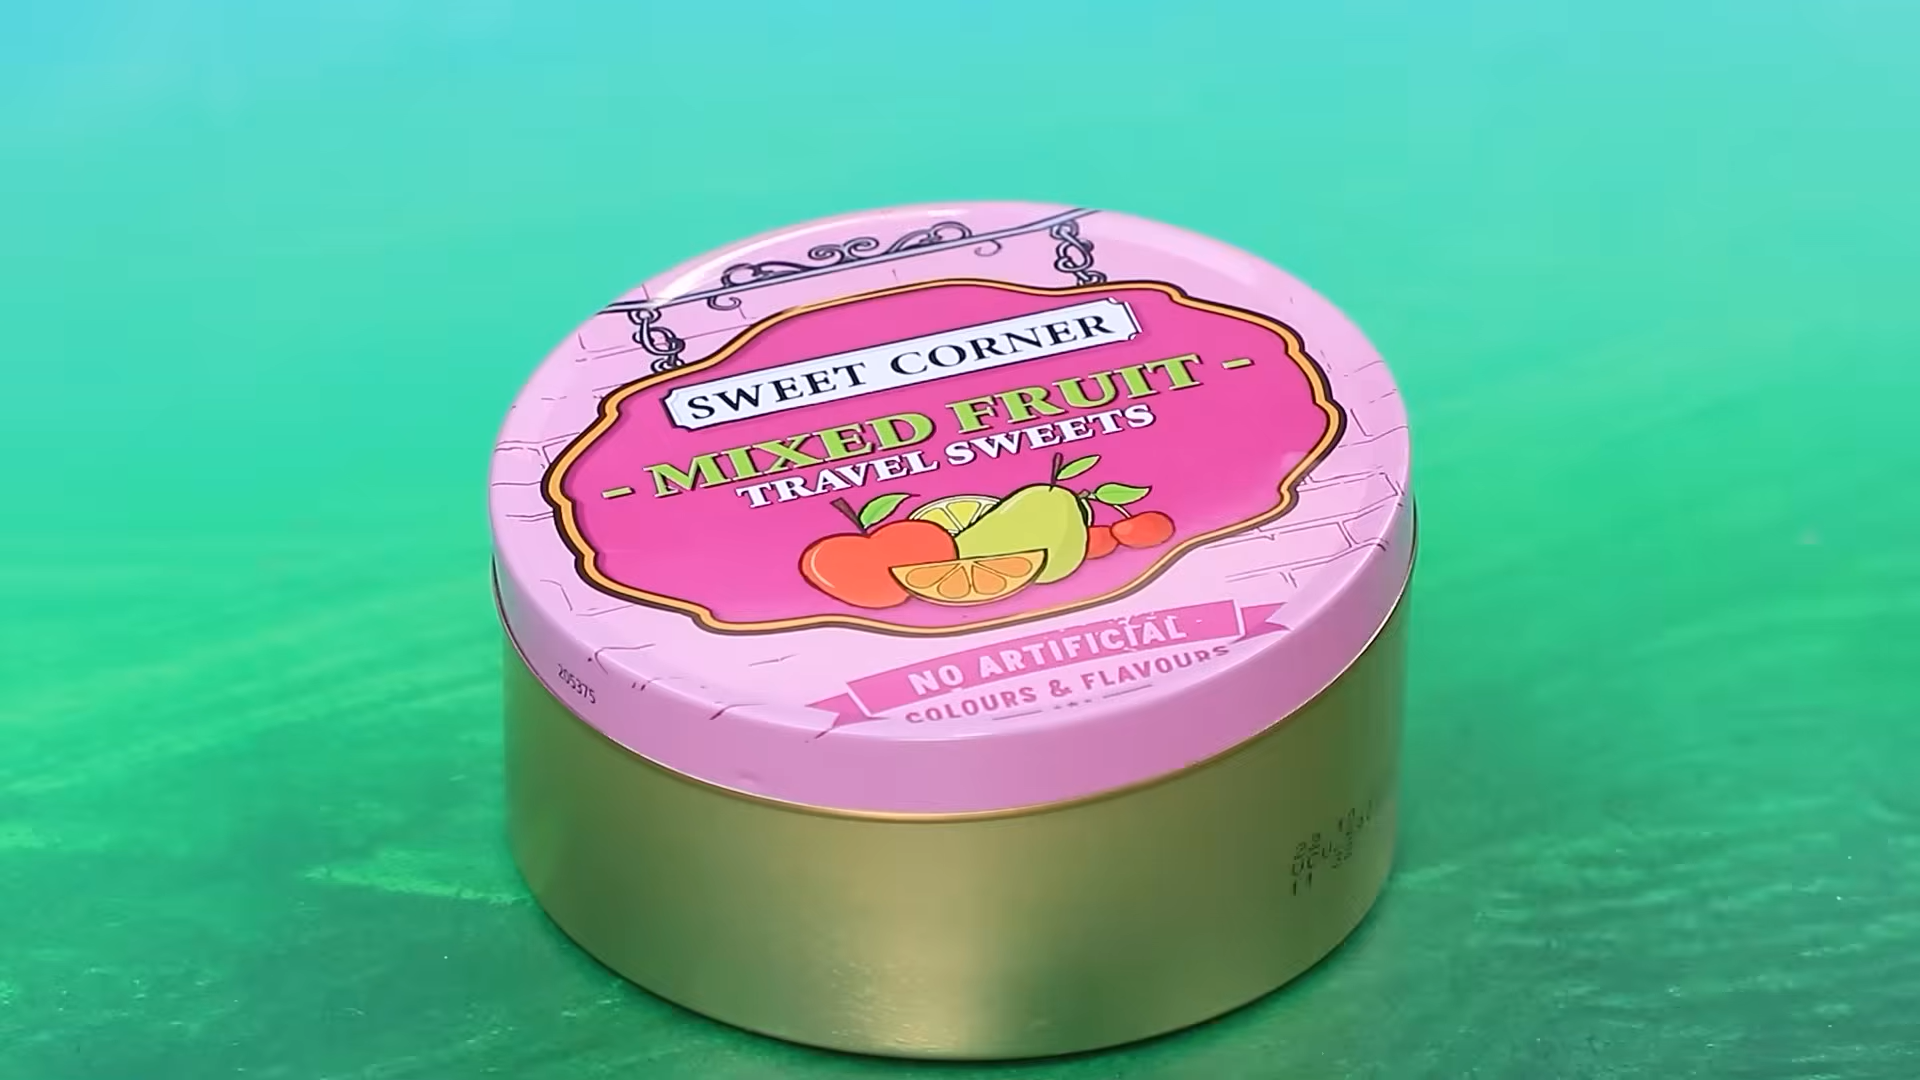 SWEET CORNER
- MIXED FRUIT -
TRAVEL SWEETS
NO ARTIFICIAL
COLOURS & FLAVOURS
205375